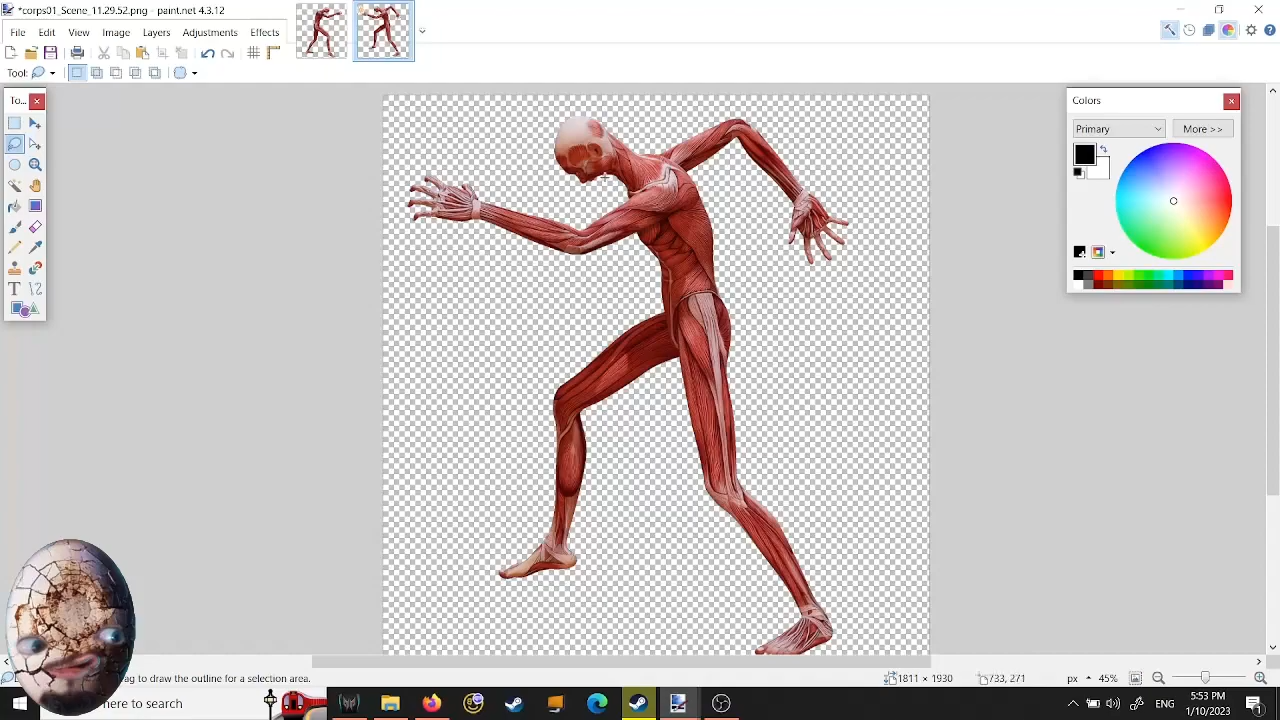 *corps01_Scene_11.29.52.png - paint.net 4.3.12
File Edit View Image Layers Adjustments Effects
Tool:
To...
Colors
Primary
More >>
rag to draw the outline for a selection area.
1811 × 1930
733, 271
px
45%
here to search
ENG
5:53 PM
1/10/2023